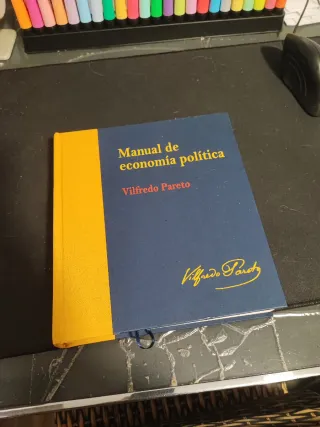 Manual de
economía política
Vilfredo Pareto
Vilfredo Pareto